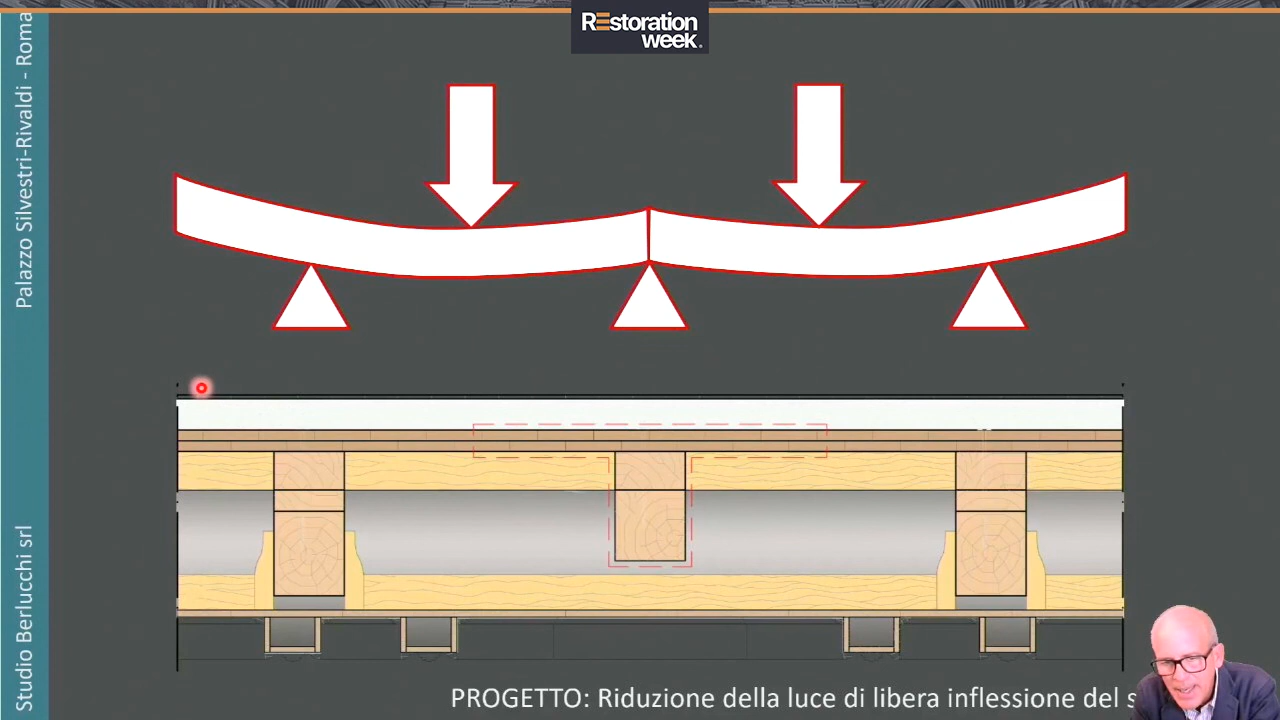 REstoration
week.
Palazzo Silvestri-Rivaldi - Roma
Studio Berlucchi srl
PROGETTO: Riduzione della luce di libera inflessione del